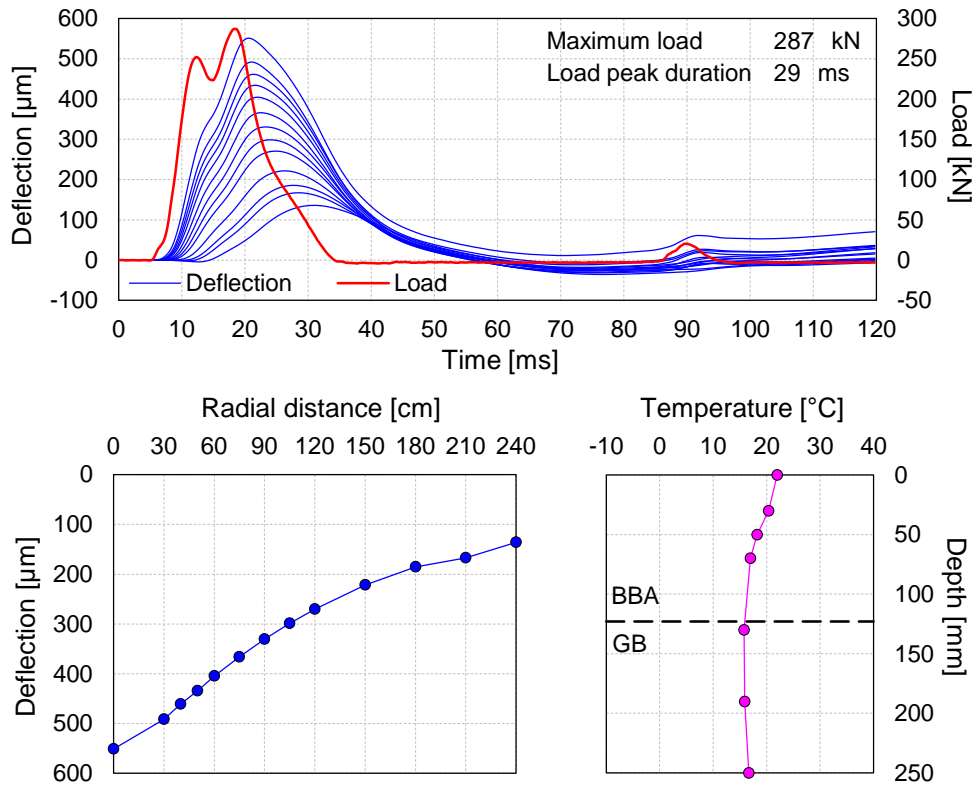 600
500
400
300
200
100
0
-100
Deflection [µm]
300
250
200
150
100
50
0
-50
Load [kN]
Maximum load 287 kN
Load peak duration 29 ms
Deflection
Load
0 10 20 30 40 50 60 70 80 90 100 110 120
Time [ms]
Radial distance [cm]
0 30 60 90 120 150 180 210 240
0
100
200
300
400
500
600
Deflection [µm]
Temperature [°C]
-10 0 10 20 30 40
0
50
100
150
200
250
Depth [mm]
BBA
GB